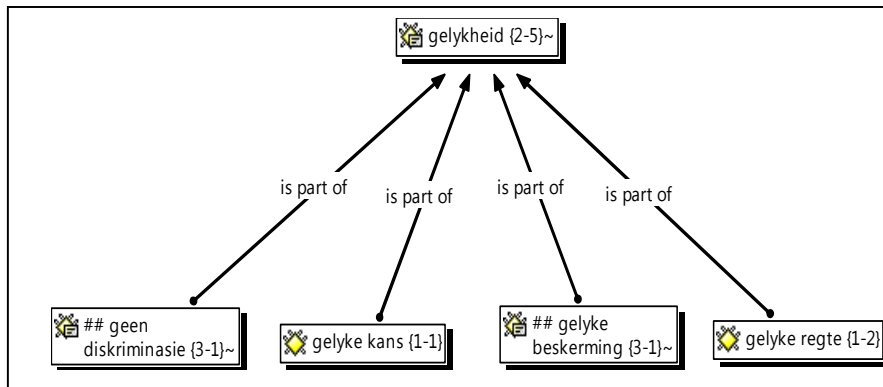 gelykheid {2-5}~
is part of
is part of
is part of
is part of
## geen
diskriminasie {3-1}~
gelyke kans {1-1}
## gelyke
beskerming {3-1}~
gelyke regte {1-2}